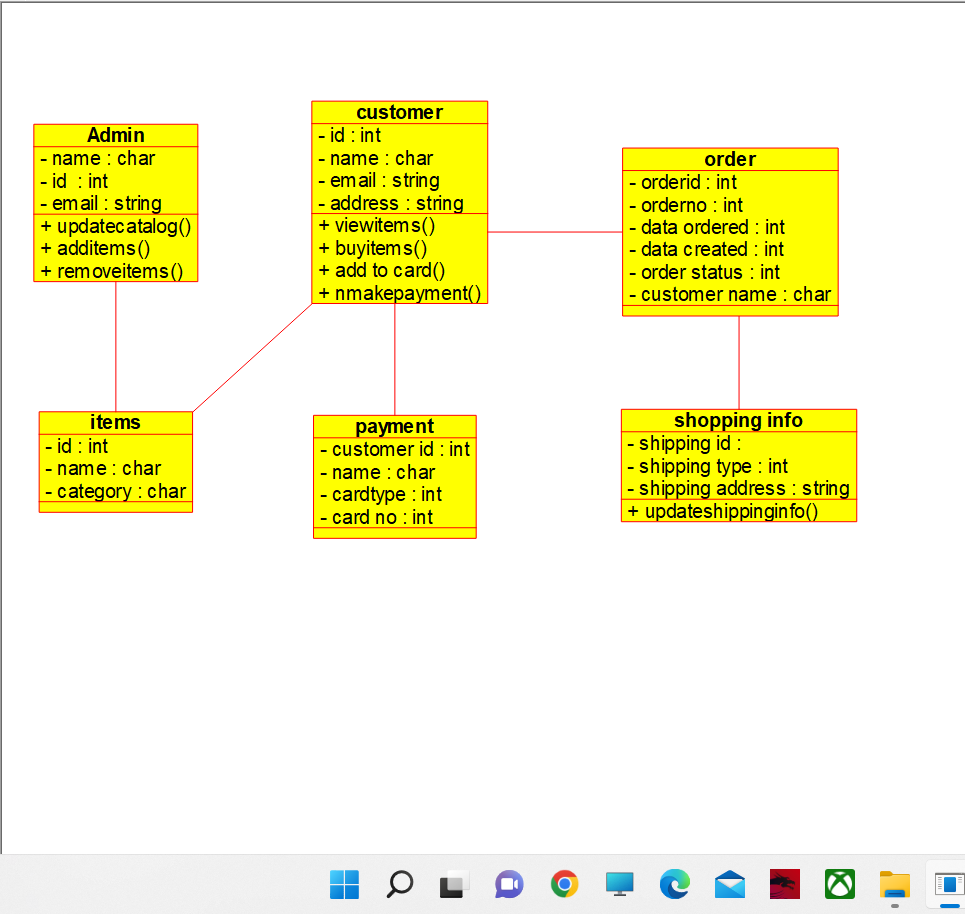 Admin
- name : char
- id  : int
- email : string
+ updatecatalog()
+ additems()
+ removeitems()
customer
- id : int
- name : char
- email : string
- address : string
+ viewitems()
+ buyitems()
+ add to card()
+ nmakepayment()
order
- orderid : int
- orderno : int
- data ordered : int
- data created : int
- order status : int
- customer name : char
items
- id : int
- name : char
- category : char
payment
- customer id : int
- name : char
- cardtype : int
- card no : int
shopping info
- shipping id :
- shipping type : int
- shipping address : string
+ updateshippinginfo()